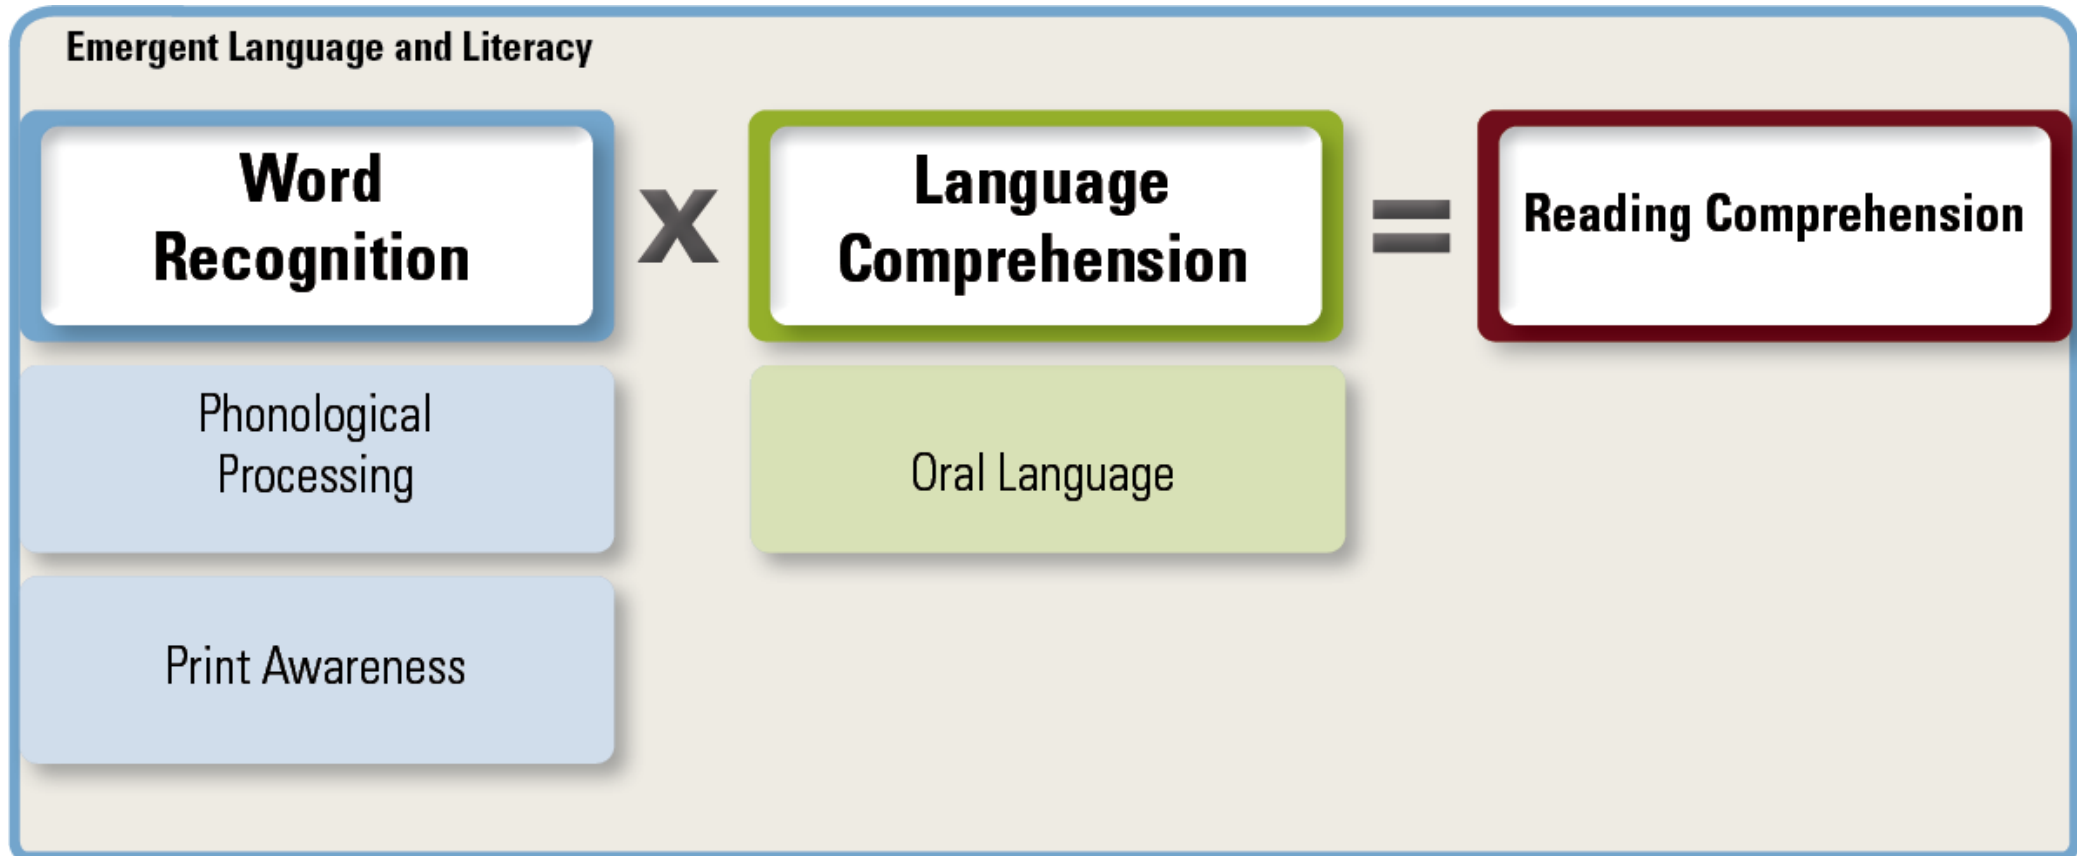 Emergent Language and Literacy
Word
Recognition
x
Language
Comprehension
=
Reading Comprehension
Phonological
Processing
Oral Language
Print Awareness